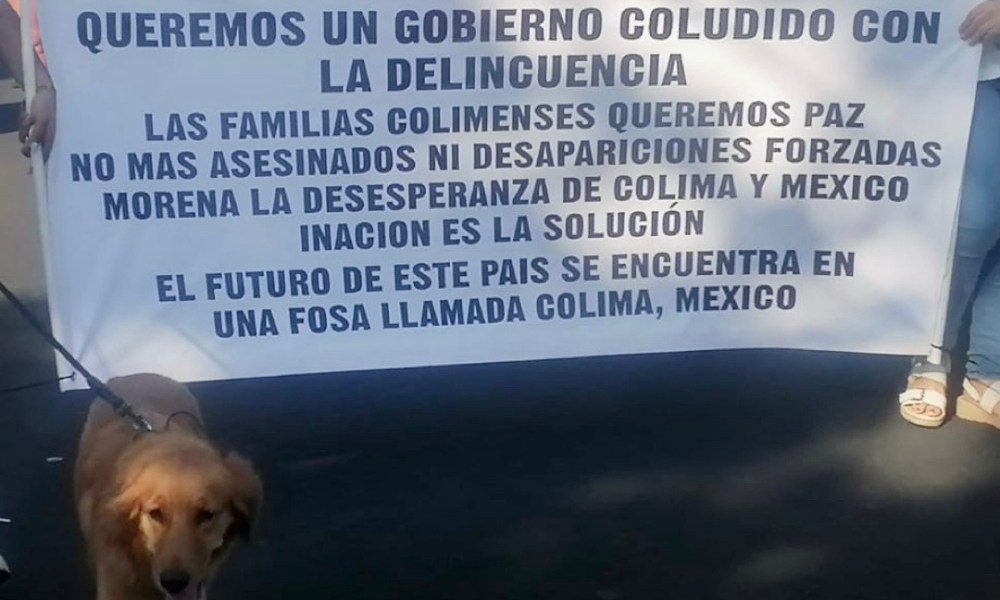 QUEREMOS UN GOBIERNO COLUDIDO CON
LA DELINCUENCIA
LAS FAMILIAS COLIMENSES QUEREMOS PAZ
NO MAS ASESINADOS NI DESAPARICIONES FORZADAS
MORENA LA DESESPERANZA DE COLIMA Y MEXICO
INACION ES LA SOLUCIÓN
EL FUTURO DE ESTE PAIS SE ENCUENTRA EN
UNA FOSA LLAMADA COLIMA, MEXICO